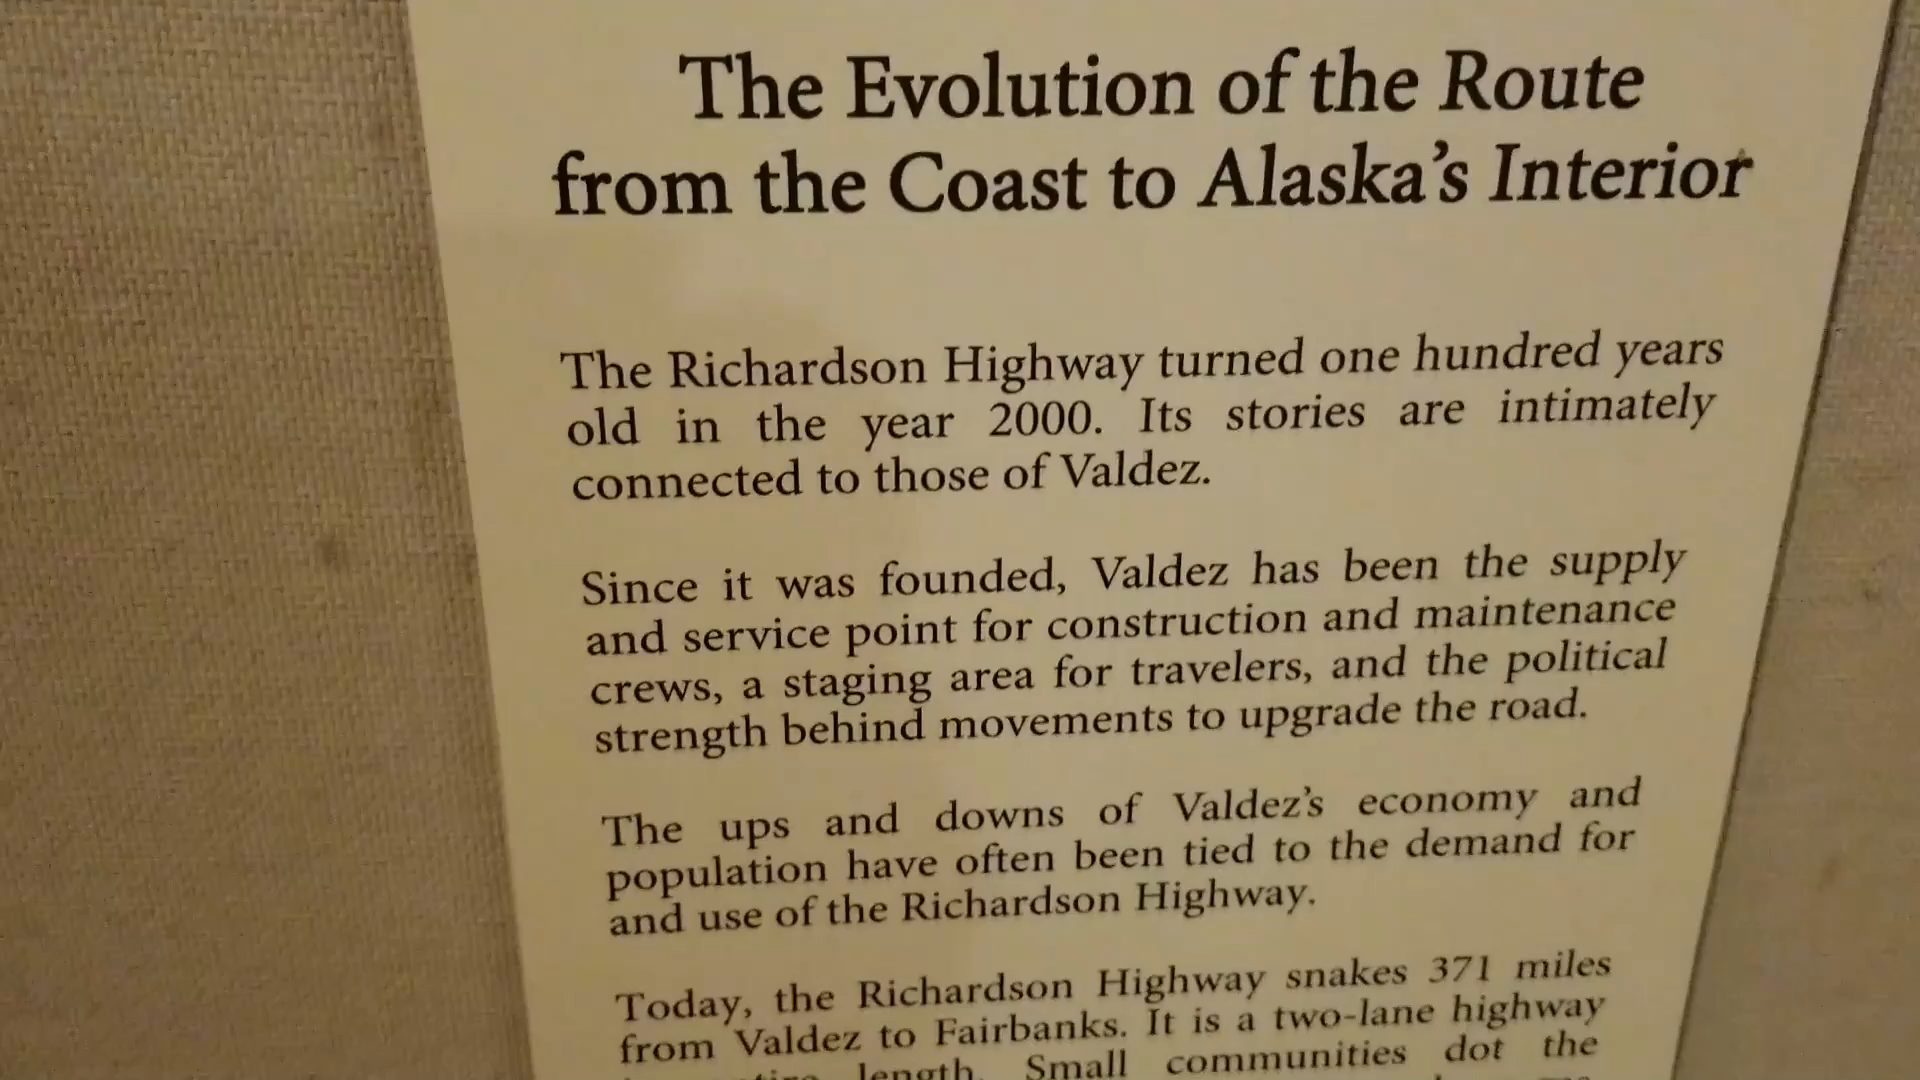 The Evolution of the Route
from the Coast to Alaska's Interior
The Richardson Highway turned one hundred years
old in the year 2000. Its stories are intimately
connected to those of Valdez.
Since it was founded, Valdez has been the supply
and service point for construction and maintenance
crews, a staging area for travelers, and the political
strength behind movements to upgrade the road.
The ups and downs of Valdez's economy and
population have often been tied to the demand for
and use of the Richardson Highway.
Today, the Richardson Highway snakes 371 miles
from Valdez to Fairbanks. It is a two-lane highway
length. Small communities dot the